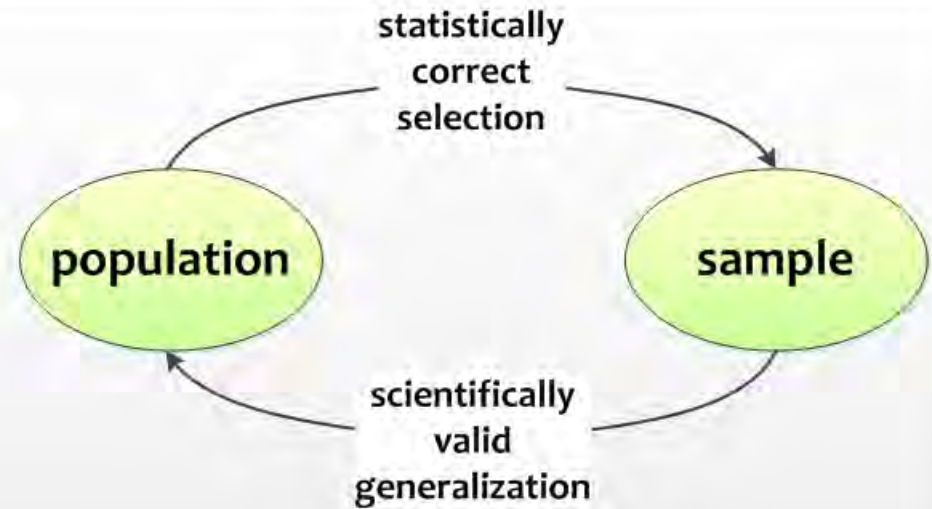 statistically
correct
selection
population
sample
scientifically
valid
generalization